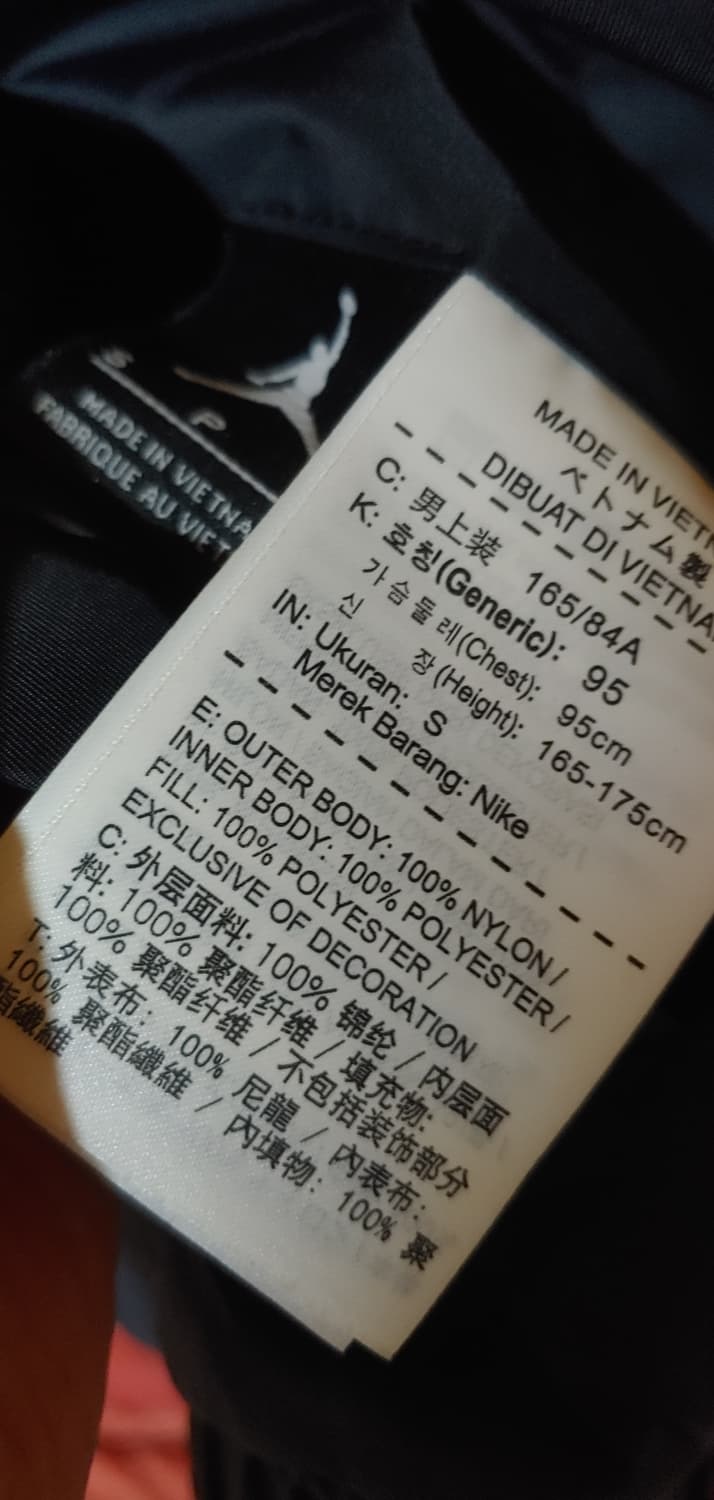 S
P
MADE IN VIETNA
FABRIQUE AU VIET
MADE IN VIETN
ベトナム製
DIBUAT DI VIETNA
C: 男上装 165/84A
K: 호칭(Generic): 95
가슴둘레(Chest): 95cm
신 장(Height): 165-175cm
IN: Ukuran: S
Merek Barang: Nike
E: OUTER BODY: 100% NYLON /
INNER BODY: 100% POLYESTER /
FILL: 100% POLYESTER /
EXCLUSIVE OF DECORATION
C: 外层面料: 100% 锦纶 / 内层面
料: 100% 聚酯纤维 / 填充物:
100% 聚酯纤维 / 不包括装饰部分
T: 外表布: 100% 尼龍 / 內表布:
100% 聚酯纖維 / 內填物: 100% 聚
酯纖維